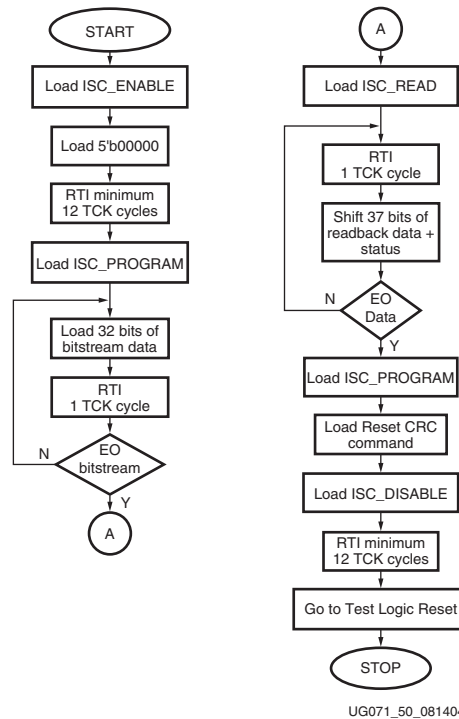 START
Load ISC_ENABLE
Load 5'b00000
RTI minimum
12 TCK cycles
Load ISC_PROGRAM
Load 32 bits of
bitstream data
RTI
1 TCK cycle
N
EO
bitstream
Y
A
A
Load ISC_READ
RTI
1 TCK cycle
Shift 37 bits of
readback data +
status
N
EO
Data
Y
Load ISC_PROGRAM
Load Reset CRC
command
Load ISC_DISABLE
RTI minimum
12 TCK cycles
Go to Test Logic Reset
STOP
UG071_50_081404